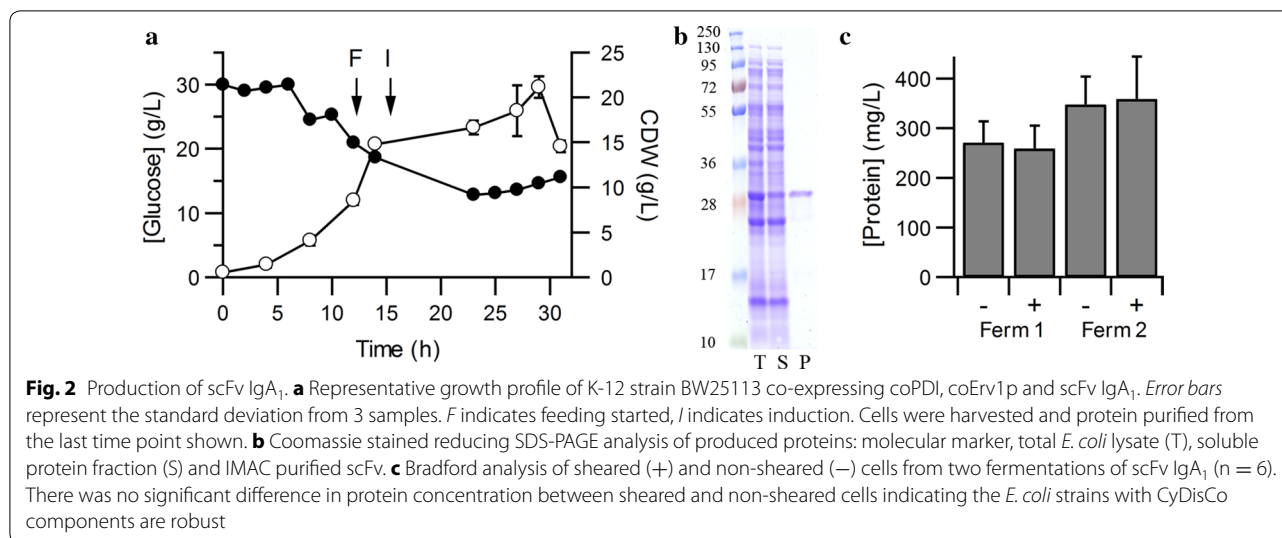 a
F I
[Glucose] (g/L)
30
20
10
0
25
20
15
10
5
0
CDW (g/L)
0 5 10 15 20 25 30
Time (h)
b
250
130
95
72
55
36
28
17
10
T S P
c
[Protein] (mg/L)
400
300
200
100
0
- + - +
Ferm 1 Ferm 2
Fig. 2 Production of scFv IgA₁. a Representative growth profile of K-12 strain BW25113 co-expressing coPDI, coErv1p and scFv IgA₁. Error bars
represent the standard deviation from 3 samples. F indicates feeding started, I indicates induction. Cells were harvested and protein purified from
the last time point shown. b Coomassie stained reducing SDS-PAGE analysis of produced proteins: molecular marker, total E. coli lysate (T), soluble
protein fraction (S) and IMAC purified scFv. c Bradford analysis of sheared (+) and non-sheared (−) cells from two fermentations of scFv IgA₁ (n = 6).
There was no significant difference in protein concentration between sheared and non-sheared cells indicating the E. coli strains with CyDisCo
components are robust